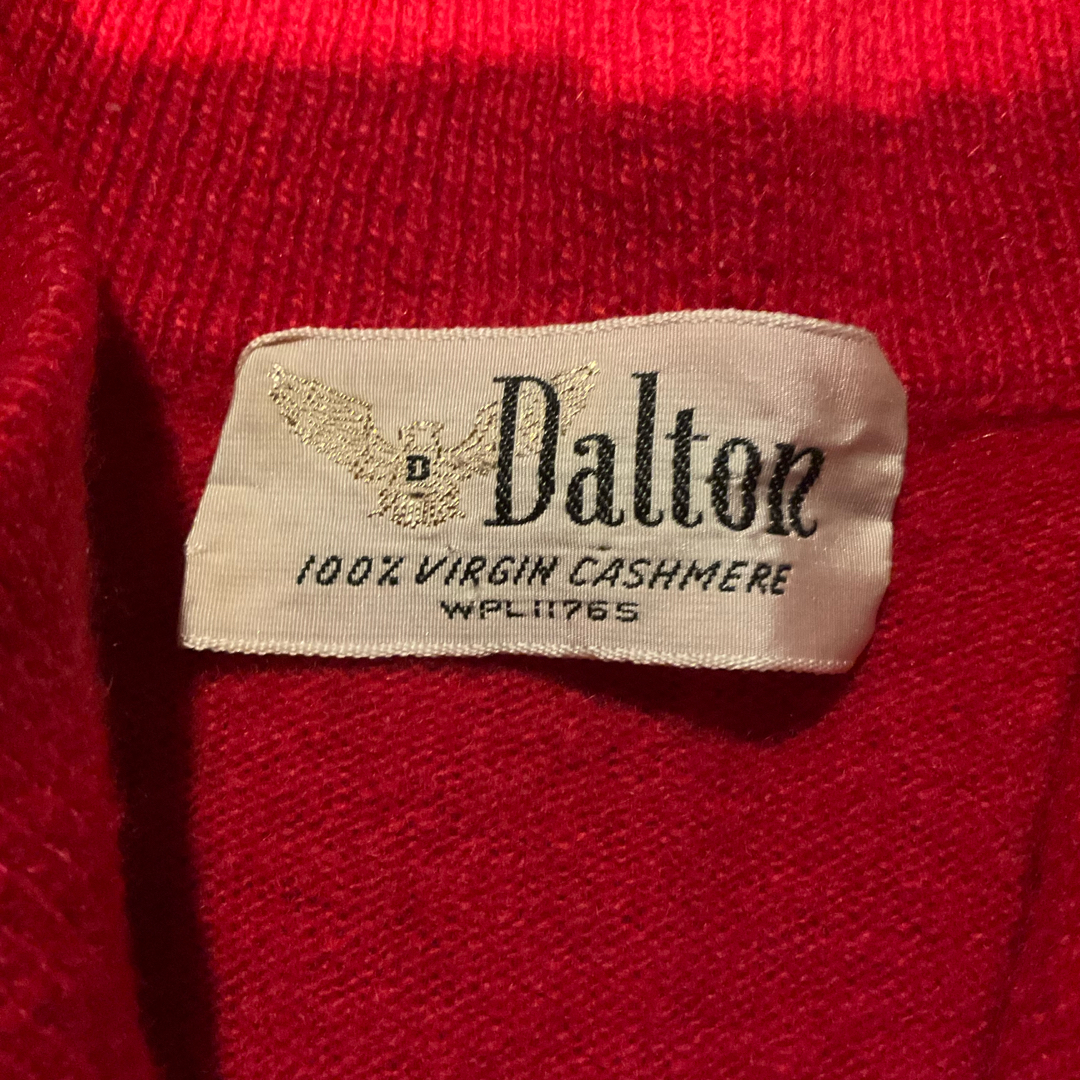 D
Dalton
100% VIRGIN CASHMERE
WPL11765